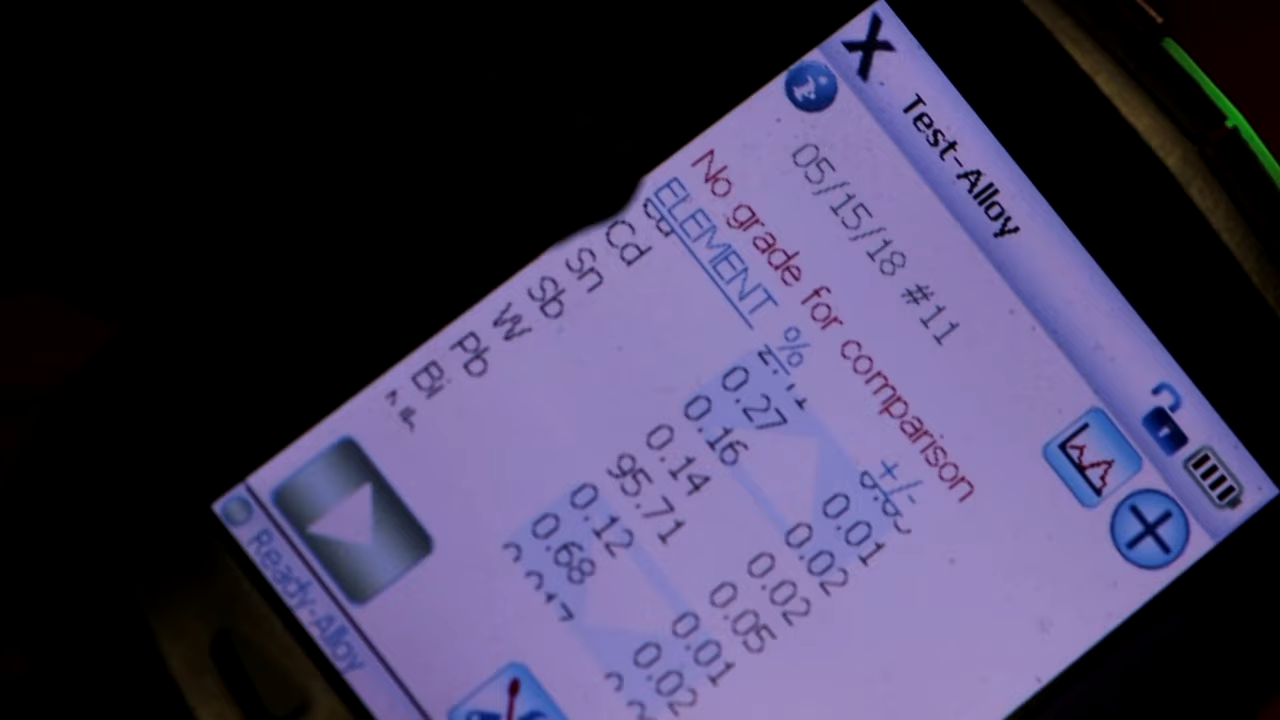 Test-Alloy
05/15/18 #11
No grade for comparison
ELEMENT % +/-
Cd 0.27 0.01
Sn 0.16 0.02
Sb 0.14 0.02
W 95.71 0.05
Pb 0.12 0.01
Bi 0.68 0.02
Ready-Alloy